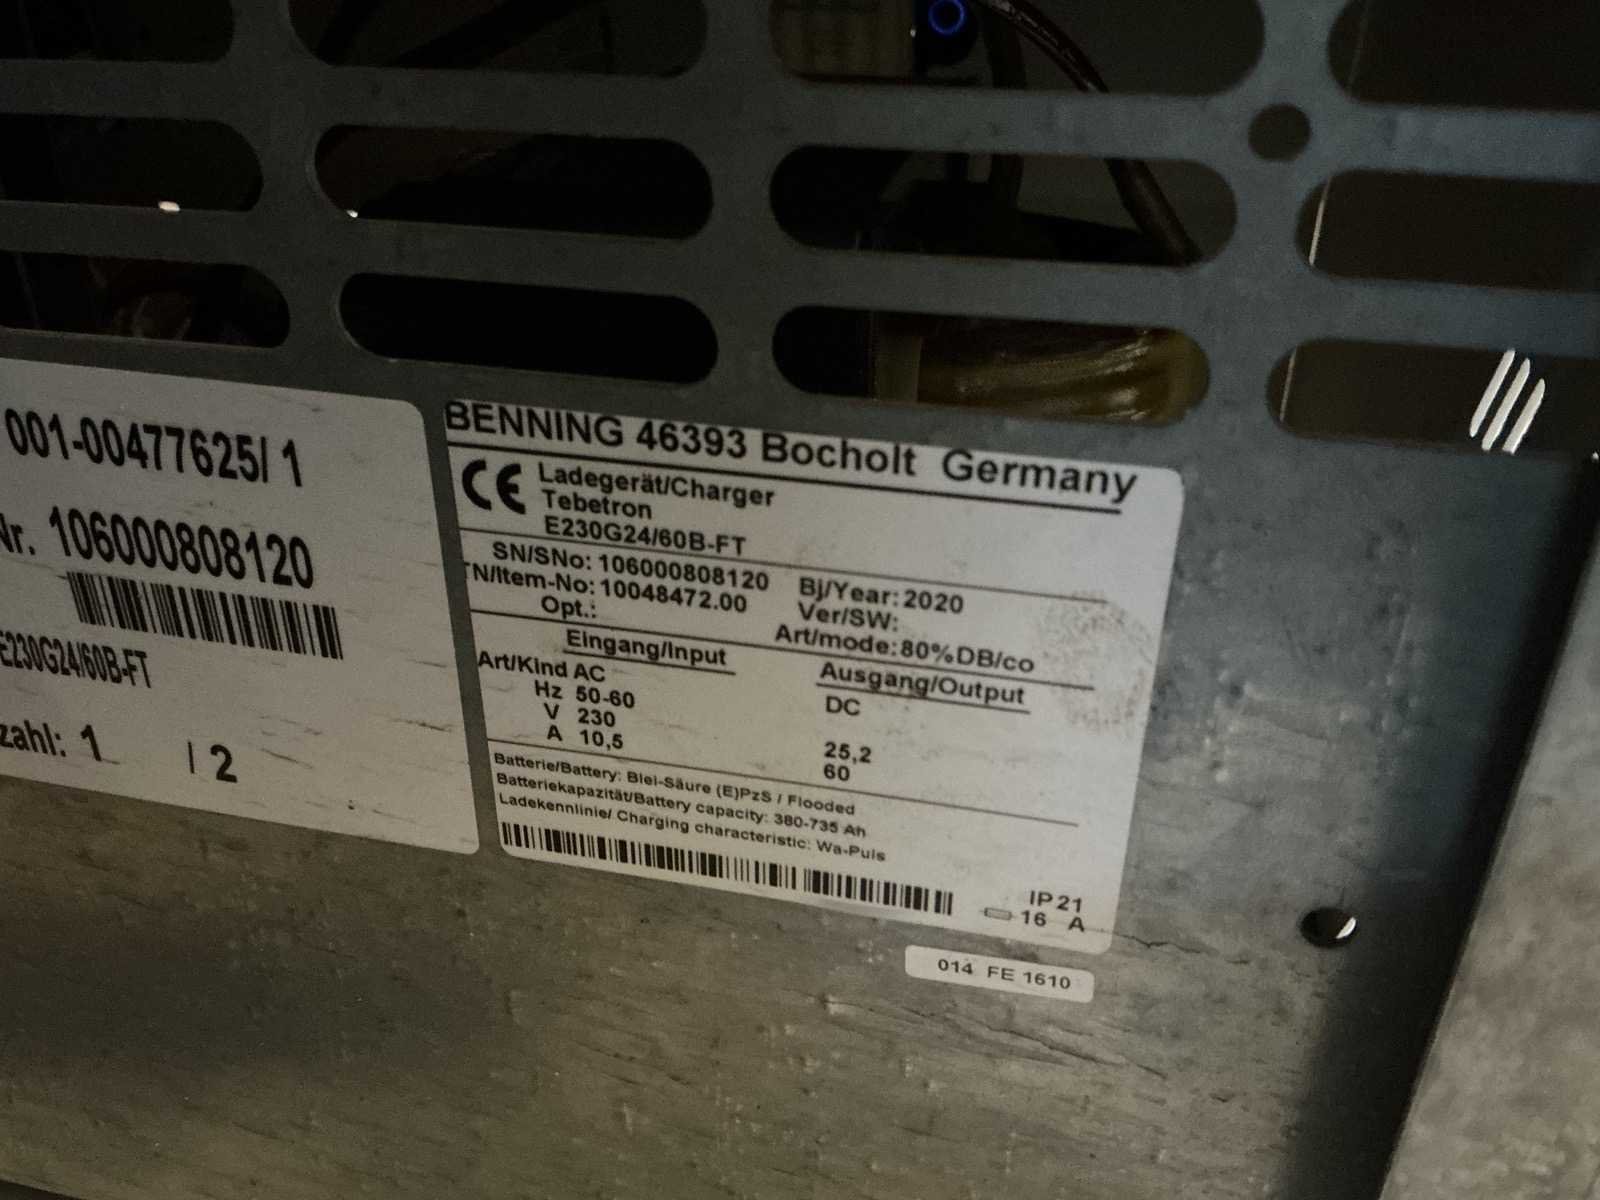 001-00477625/ 1
Nr. 106000808120
E230G24/60B-FT
zahl: 1 / 2
BENNING 46393 Bocholt Germany
CE Ladegerät/Charger
Tebetron
E230G24/60B-FT
SN/SNo: 106000808120 Bj/Year: 2020
TN/Item-No: 10048472.00 Ver/SW:
Opt.: Art/mode: 80%DB/co
Eingang/Input Ausgang/Output
Art/Kind AC DC
Hz 50-60
V 230 25,2
A 10,5 60
Batterie/Battery: Blei-Säure (E)PzS / Flooded
Batteriekapazität/Battery capacity: 380-735 Ah
Ladekennlinie/ Charging characteristic: Wa-Puls
IP 21
16 A
014 FE 1610